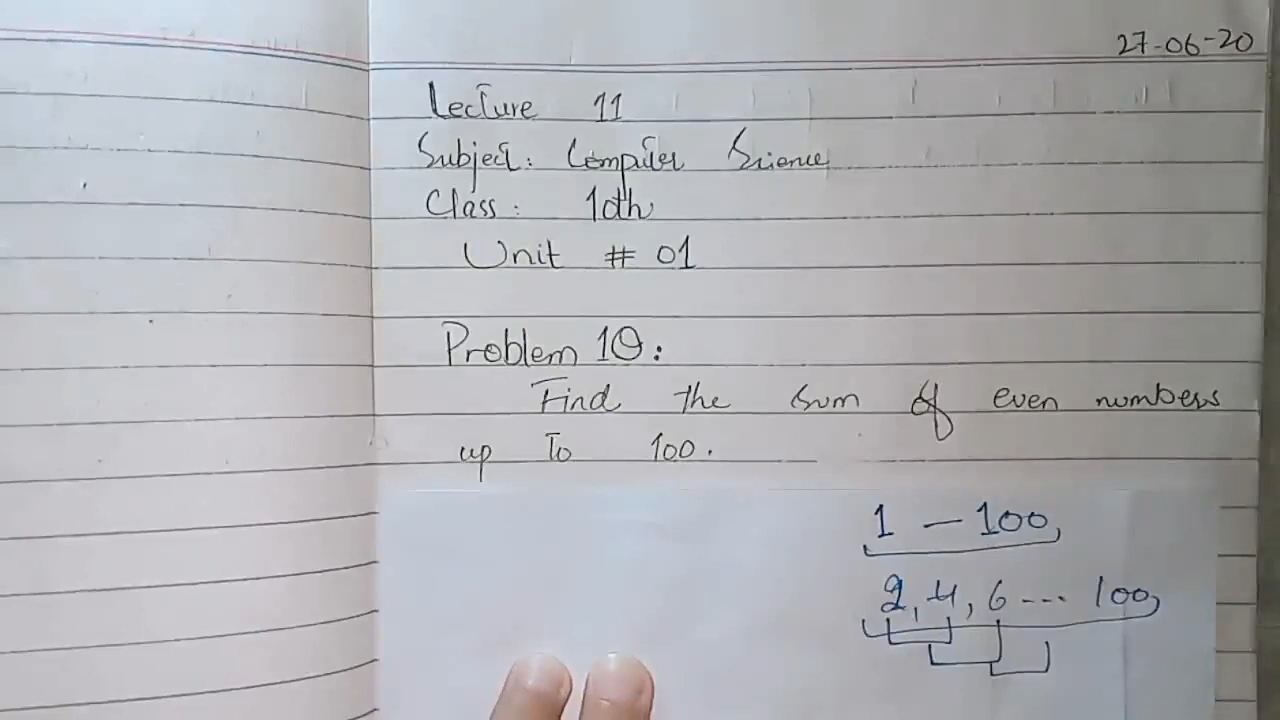 27-06-20
Lecture 11
Subject: Computer Science
Class: 10th
Unit # 01
Problem 10:
Find the sum of even numbers
up to 100.
1 — 100,
2, 4, 6 --- 100,